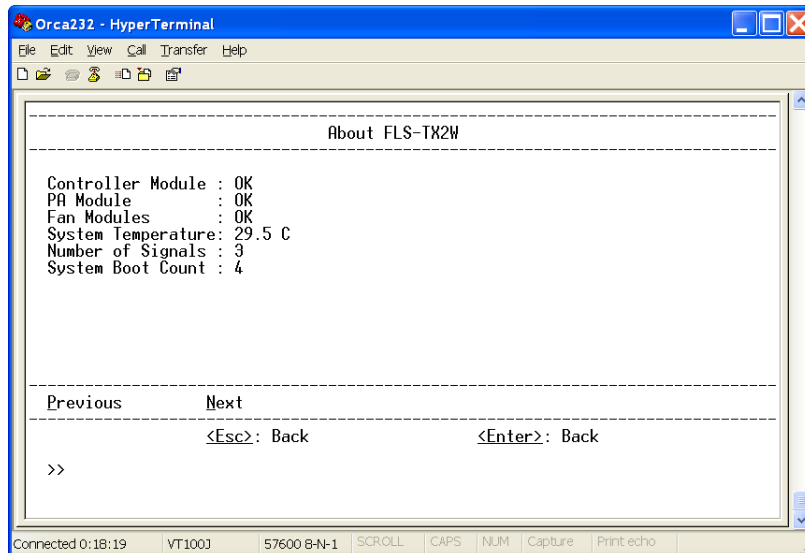 Orca232 - HyperTerminal
File Edit View Call Transfer Help
About FLS-TX2W
Controller Module : OK
PA Module : OK
Fan Modules : OK
System Temperature: 29.5 C
Number of Signals : 3
System Boot Count : 4
Previous Next
<Esc>: Back <Enter>: Back
>>
Connected 0:18:19 VT100J 57600 8-N-1 SCROLL CAPS NUM Capture Print echo